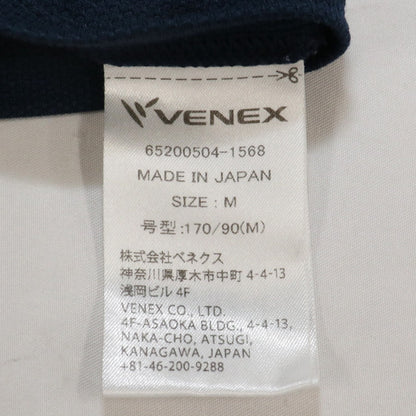 VENEX
65200504-1568
MADE IN JAPAN
SIZE : M
号型:170/90(M)
株式会社ベネクス
神奈川県厚木市中町 4-4-13
浅岡ビル 4F
VENEX CO., LTD.
4F-ASAOKA BLDG., 4-4-13,
NAKA-CHO, ATSUGI,
KANAGAWA, JAPAN
+81-46-200-9288